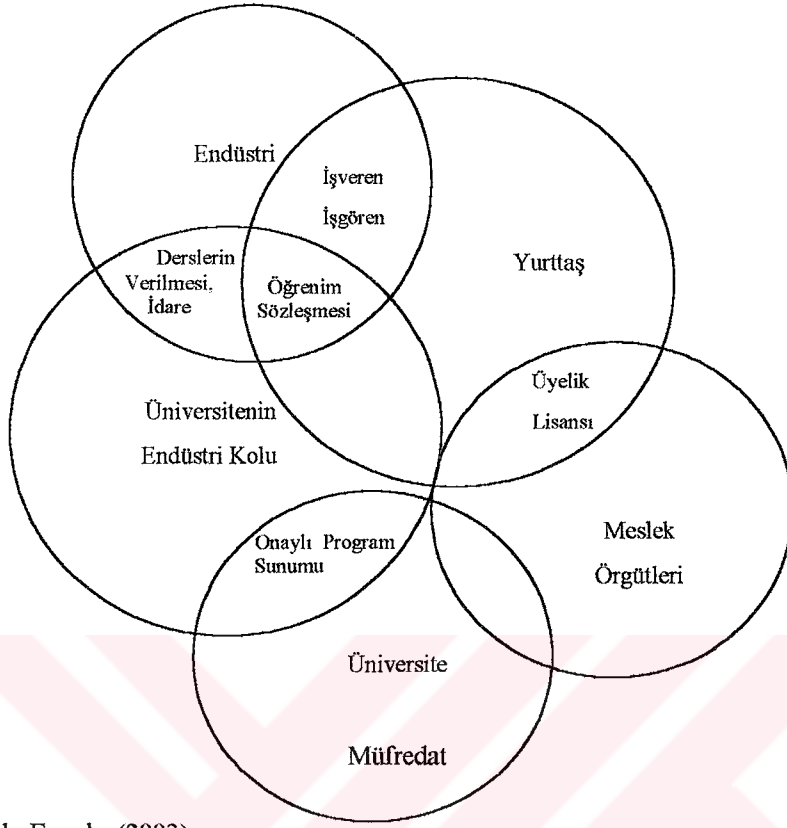 Endüstri
İşveren
İşgören
Yurttaş
Derslerin
Verilmesi,
İdare
Öğrenim
Sözleşmesi
Üyelik
Lisansı
Üniversitenin
Endüstri Kolu
Onaylı Program
Sunumu
Meslek
Örgütleri
Üniversite
Müfredat
(2003)